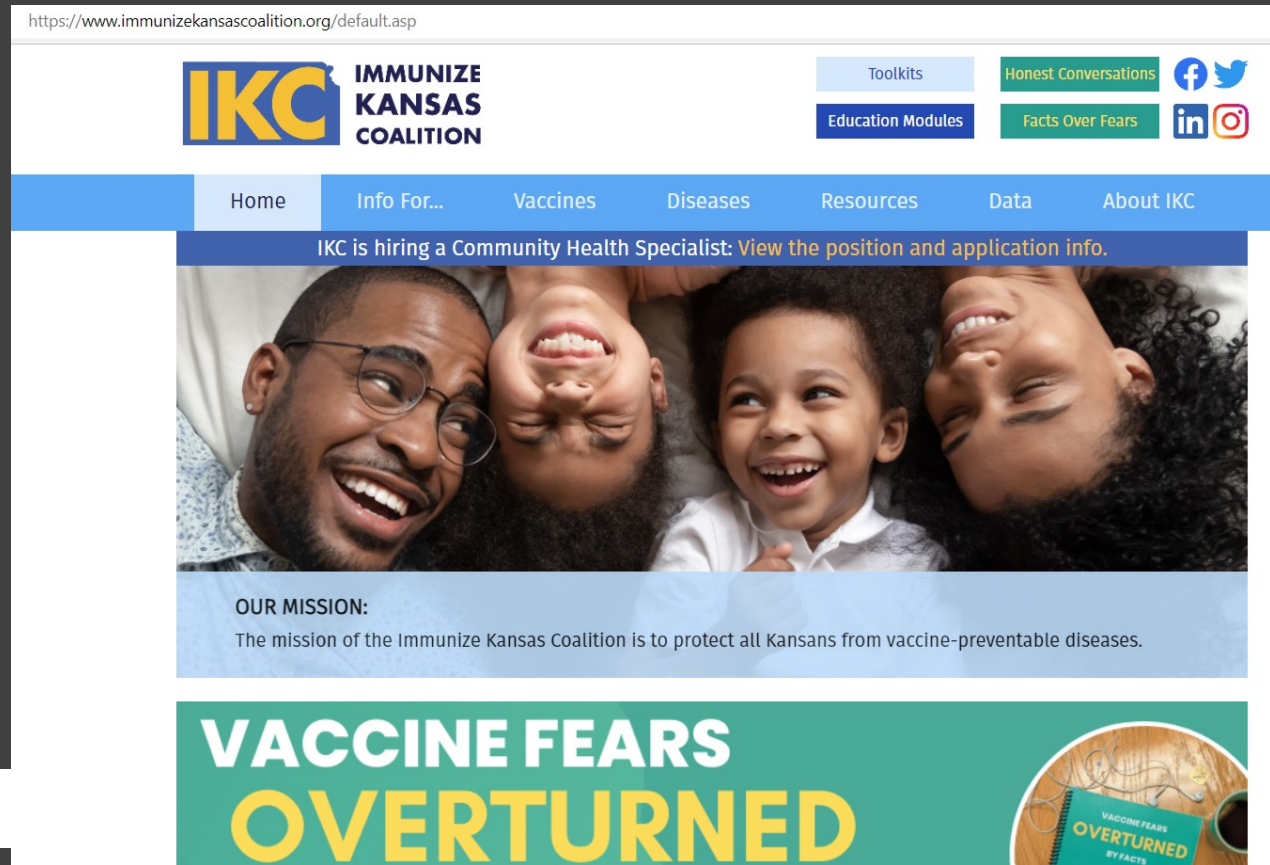 https://www.immunizekansascoalition.org/default.asp
IKC
IMMUNIZE
KANSAS
COALITION
Toolkits
Honest Conversations
Education Modules
Facts Over Fears
in
Home Info For... Vaccines Diseases Resources Data About IKC
IKC is hiring a Community Health Specialist: View the position and application info.
OUR MISSION:
The mission of the Immunize Kansas Coalition is to protect all Kansans from vaccine-preventable diseases.
VACCINE FEARS
OVERTURNED
VACCINE FEARS
OVERTURNED
BY FACTS